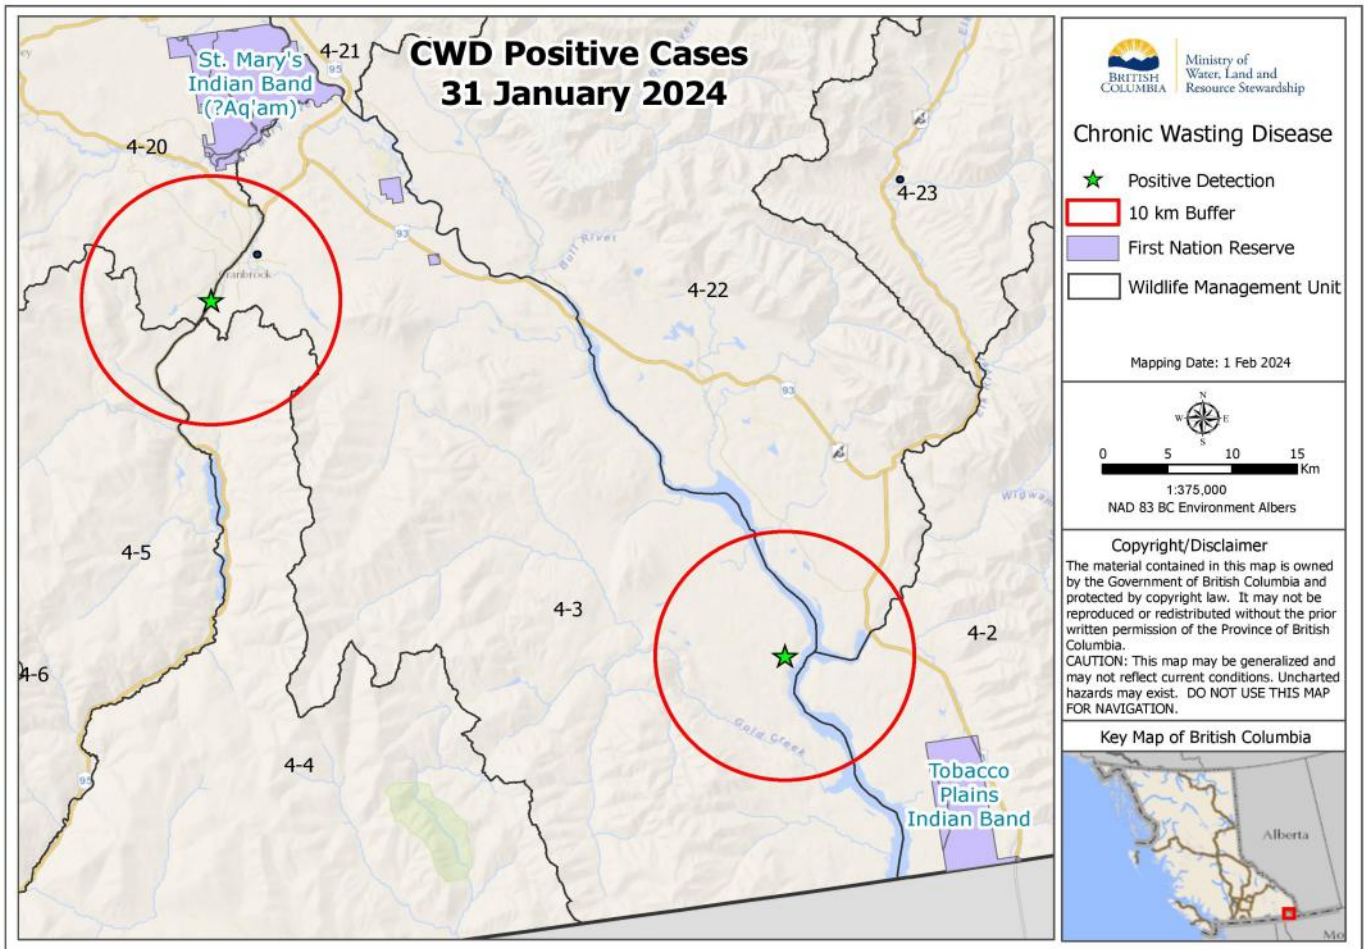 CWD Positive Cases
31 January 2024
St. Mary's
Indian Band
(?Aq'am)
4-21
95
4-20
93
Cranbrook
Bull River
4-23
4-22
93
4-5
4-3
4-2
4-6
Gold Creek
4-4
95
Tobacco
Plains
Indian Band
BRITISH
COLUMBIA
Ministry of
Water, Land and
Resource Stewardship
Chronic Wasting Disease
Positive Detection
10 km Buffer
First Nation Reserve
Wildlife Management Unit
Mapping Date: 1 Feb 2024
N
W E
S
0 5 10 15
Km
1:375,000
NAD 83 BC Environment Albers
Copyright/Disclaimer
The material contained in this map is owned
by the Government of British Columbia and
protected by copyright law. It may not be
reproduced or redistributed without the prior
written permission of the Province of British
Columbia.
CAUTION: This map may be generalized and
may not reflect current conditions. Uncharted
hazards may exist. DO NOT USE THIS MAP
FOR NAVIGATION.
Key Map of British Columbia
Alberta
Mo